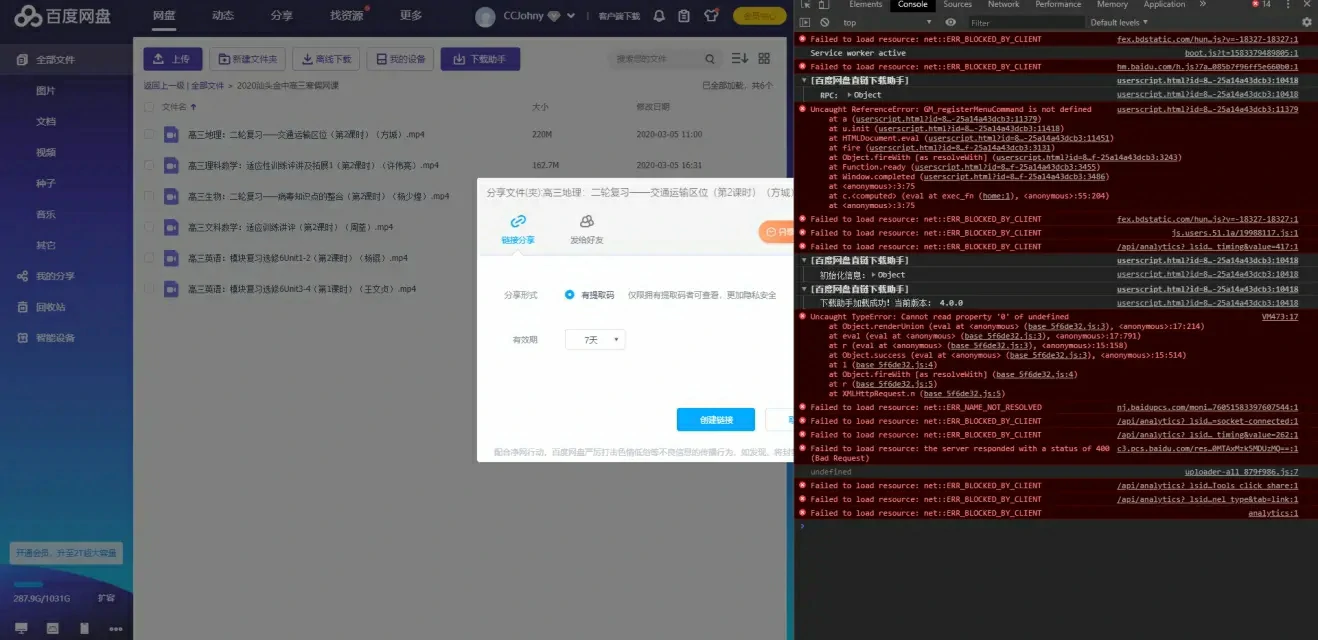 百度网盘
网盘 动态 分享 找资源 更多
CCJohny 客户端下载 会员中心
全部文件
图片
文档
视频
种子
音乐
其它
我的分享
回收站
智能设备
开通会员，升至2T超大容量
287.9G/1031G 扩容
上传 新建文件夹 离线下载 我的设备 下载助手 搜索您的文件
返回上一级 | 全部文件 > 2020汕头金中高三寒假网课 已全部加载，共6个
文件名 大小 修改日期
高三地理：二轮复习——交通运输区位（第2课时）（方城）.mp4 220M 2020-03-05 11:00
高三理科数学：适应性训练评讲及拓展1（第2课时）（许伟亮）.mp4 162.7M 2020-03-05 16:31
高三生物：二轮复习——病毒知识点的整合（第2课时）（杨少煌）.mp4
高三文科数学：适应训练讲评（第2课时）（周莹）.mp4
高三英语：模块复习选修6Unit1-2（第2课时）（杨锻）.mp4
高三英语：模块复习选修6Unit3-4（第1课时）（王文贞）.mp4
分享文件(夹):高三地理：二轮复习——交通运输区位（第2课时）（方城）
链接分享 发给好友
分享形式 有提取码 仅限拥有提取码者可查看，更加隐私安全
有效期 7天
创建链接
配合净网行动，百度网盘严厉打击色情低俗等不良信息的传播行为，如发现，将封
Elements Console Sources Network Performance Memory Application » 14
top Filter Default levels
Failed to load resource: net::ERR_BLOCKED_BY_CLIENT fex.bdstatic.com/hun…js?v=-18327-18327:1
Service worker active boot.js?t=1583379489805:1
Failed to load resource: net::ERR_BLOCKED_BY_CLIENT hm.baidu.com/h.js?7a…085b7f96ff5e660b0:1
[百度网盘直链下载助手] userscript.html?id=8…-25a14a43dcb3:10418
RPC: Object userscript.html?id=8…-25a14a43dcb3:10418
Uncaught ReferenceError: GM_registerMenuCommand is not defined userscript.html?id=8…-25a14a43dcb3:11379
at a (userscript.html?id=8…-25a14a43dcb3:11379)
at u.init (userscript.html?id=8…-25a14a43dcb3:11418)
at HTMLDocument.eval (userscript.html?id=8…-25a14a43dcb3:11451)
at fire (userscript.html?id=8…-25a14a43dcb3:3131)
at Object.fireWith [as resolveWith] (userscript.html?id=8…f-25a14a43dcb3:3243)
at Function.ready (userscript.html?id=8…f-25a14a43dcb3:3455)
at Window.completed (userscript.html?id=8…f-25a14a43dcb3:3486)
at <anonymous>:3:75
at c.(computed) (eval at exec_fn (home:1), <anonymous>:55:204)
at <anonymous>:3:75
Failed to load resource: net::ERR_BLOCKED_BY_CLIENT fex.bdstatic.com/hun…js?v=-18327-18327:1
Failed to load resource: net::ERR_BLOCKED_BY_CLIENT js.users.51.la/19988117.js:1
Failed to load resource: net::ERR_BLOCKED_BY_CLIENT /api/analytics?_lsid…_timing&value=417:1
[百度网盘直链下载助手] userscript.html?id=8…-25a14a43dcb3:10418
初始化信息: Object userscript.html?id=8…-25a14a43dcb3:10418
[百度网盘直链下载助手] userscript.html?id=8…-25a14a43dcb3:10418
下载助手加载成功！当前版本： 4.0.0 userscript.html?id=8…-25a14a43dcb3:10418
Uncaught TypeError: Cannot read property '0' of undefined VM473:17
at Object.renderUnion (eval at <anonymous> (base_5f6de32.js:3), <anonymous>:17:214)
at eval (eval at <anonymous> (base_5f6de32.js:3), <anonymous>:17:791)
at r (eval at <anonymous> (base_5f6de32.js:3), <anonymous>:15:158)
at Object.success (eval at <anonymous> (base_5f6de32.js:3), <anonymous>:15:514)
at l (base_5f6de32.js:4)
at Object.fireWith [as resolveWith] (base_5f6de32.js:4)
at r (base_5f6de32.js:5)
at XMLHttpRequest.n (base_5f6de32.js:5)
Failed to load resource: net::ERR_NAME_NOT_RESOLVED nj.baidupcs.com/moni…76051583397607544:1
Failed to load resource: net::ERR_BLOCKED_BY_CLIENT /api/analytics?_lsid…=socket-connected:1
Failed to load resource: net::ERR_BLOCKED_BY_CLIENT /api/analytics?_lsid…_timing&value=262:1
Failed to load resource: the server responded with a status of 400 c3.pcs.baidu.com/res…0MTAxMzk5MDUzMQ==:1
(Bad Request)
undefined uploader-all_879f986.js:7
Failed to load resource: net::ERR_BLOCKED_BY_CLIENT /api/analytics?_lsid…Tools_click_share:1
Failed to load resource: net::ERR_BLOCKED_BY_CLIENT /api/analytics?_lsid…nel_type&tab=link:1
Failed to load resource: net::ERR_BLOCKED_BY_CLIENT analytics:1